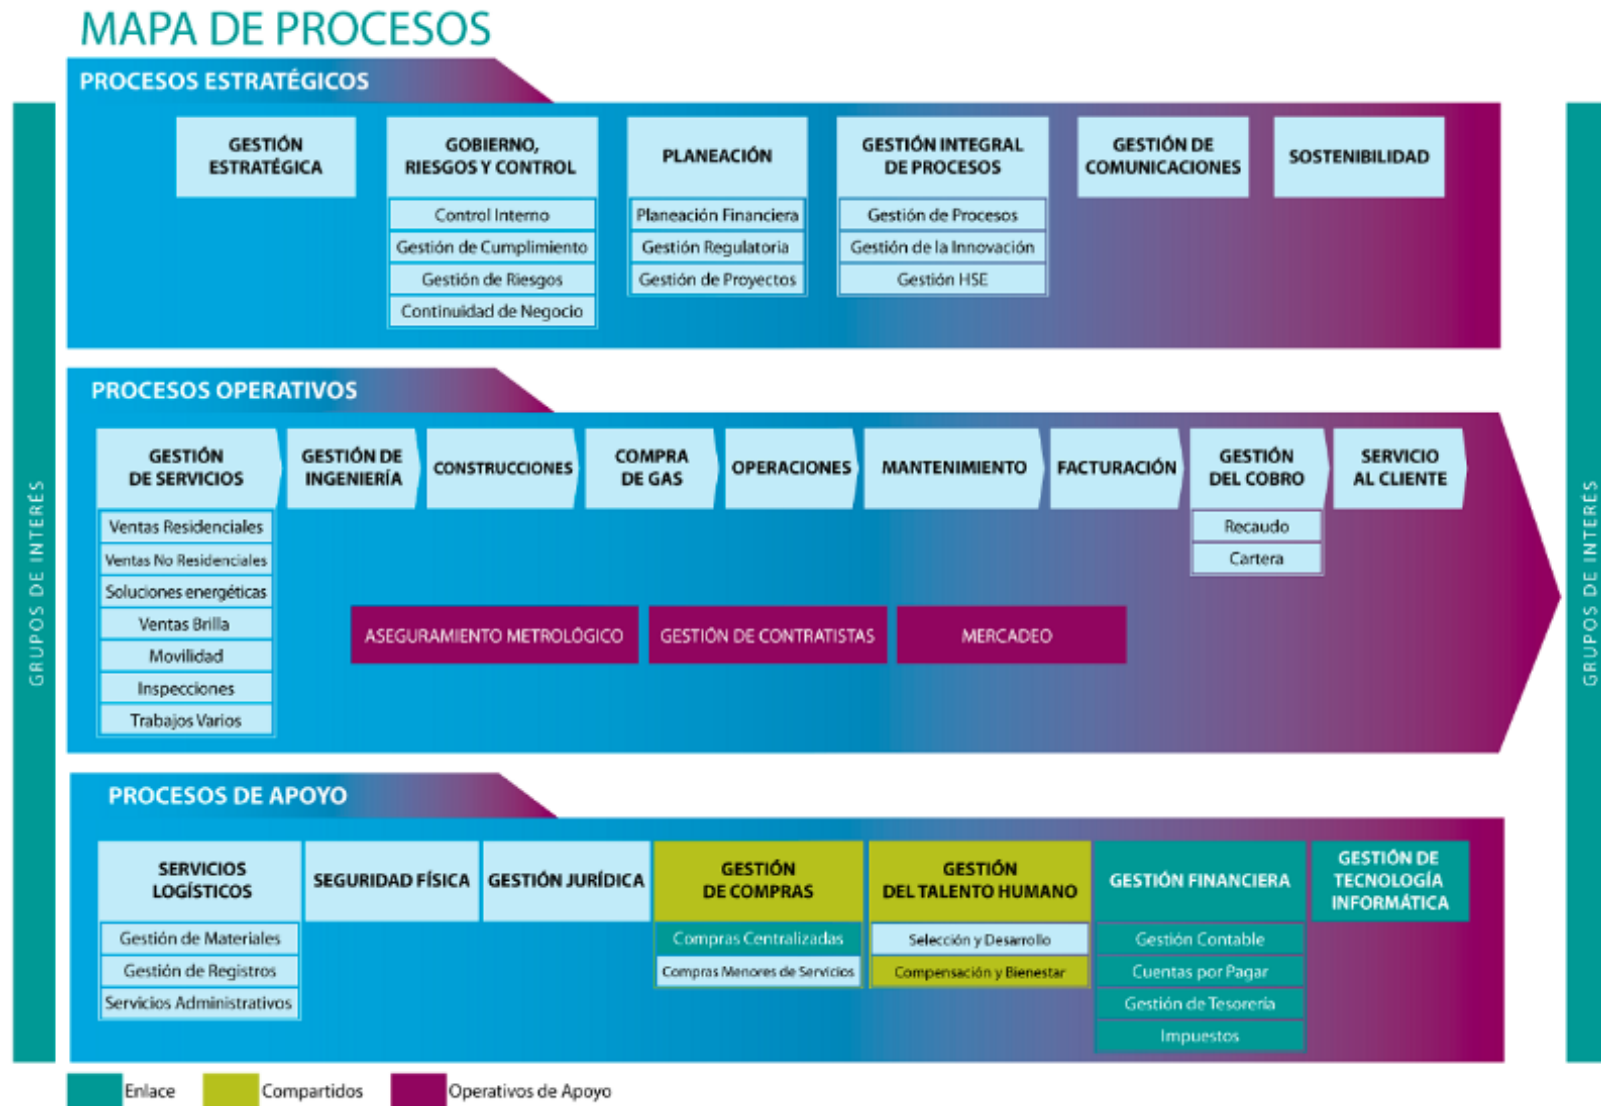 MAPA DE PROCESOS
PROCESOS ESTRATÉGICOS
GESTIÓN
ESTRATÉGICA
GOBIERNO,
RIESGOS Y CONTROL
Control Interno
Gestión de Cumplimiento
Gestión de Riesgos
Continuidad de Negocio
PLANEACIÓN
Planeación Financiera
Gestión Regulatoria
Gestión de Proyectos
GESTIÓN INTEGRAL
DE PROCESOS
Gestión de Procesos
Gestión de la Innovación
Gestión HSE
GESTIÓN DE
COMUNICACIONES
SOSTENIBILIDAD
GRUPOS DE INTERÉS
PROCESOS OPERATIVOS
GESTIÓN
DE SERVICIOS
Ventas Residenciales
Ventas No Residenciales
Soluciones energéticas
Ventas Brilla
Movilidad
Inspecciones
Trabajos Varios
GESTIÓN DE
INGENIERÍA
CONSTRUCCIONES
COMPRA
DE GAS
OPERACIONES
MANTENIMIENTO
FACTURACIÓN
GESTIÓN
DEL COBRO
Recaudo
Cartera
SERVICIO
AL CLIENTE
ASEGURAMIENTO METROLÓGICO
GESTIÓN DE CONTRATISTAS
MERCADEO
GRUPOS DE INTERÉS
PROCESOS DE APOYO
SERVICIOS
LOGÍSTICOS
Gestión de Materiales
Gestión de Registros
Servicios Administrativos
SEGURIDAD FÍSICA
GESTIÓN JURÍDICA
GESTIÓN
DE COMPRAS
Compras Centralizadas
Compras Menores de Servicios
GESTIÓN
DEL TALENTO HUMANO
Selección y Desarrollo
Compensación y Bienestar
GESTIÓN FINANCIERA
Gestión Contable
Cuentas por Pagar
Gestión de Tesorería
Impuestos
GESTIÓN DE
TECNOLOGÍA
INFORMÁTICA
Enlace
Compartidos
Operativos de Apoyo